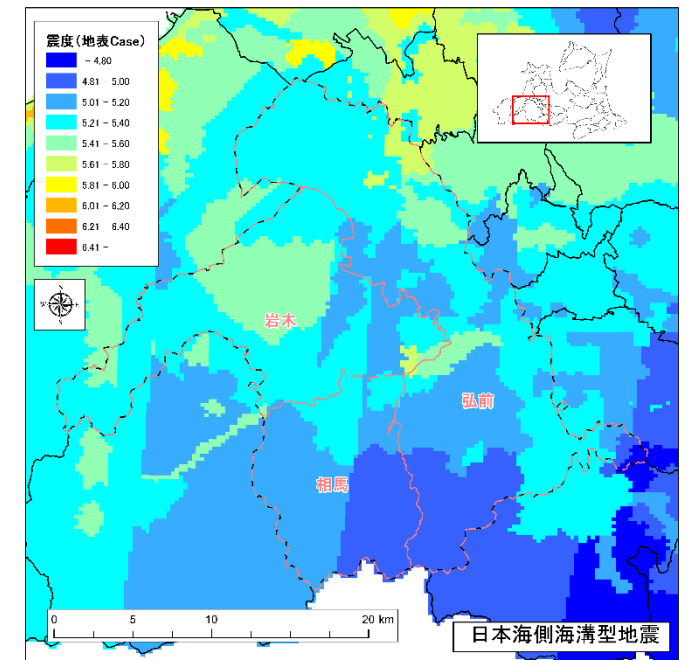 震度(地表Case)
- 4.80
4.81 - 5.00
5.01 - 5.20
5.21 - 5.40
5.41 - 5.60
5.61 - 5.80
5.81 - 6.00
6.01 - 6.20
6.21 - 6.40
6.41 -
N
W E
S
岩木
弘前
相馬
0 5 10 20 km
日本海側海溝型地震